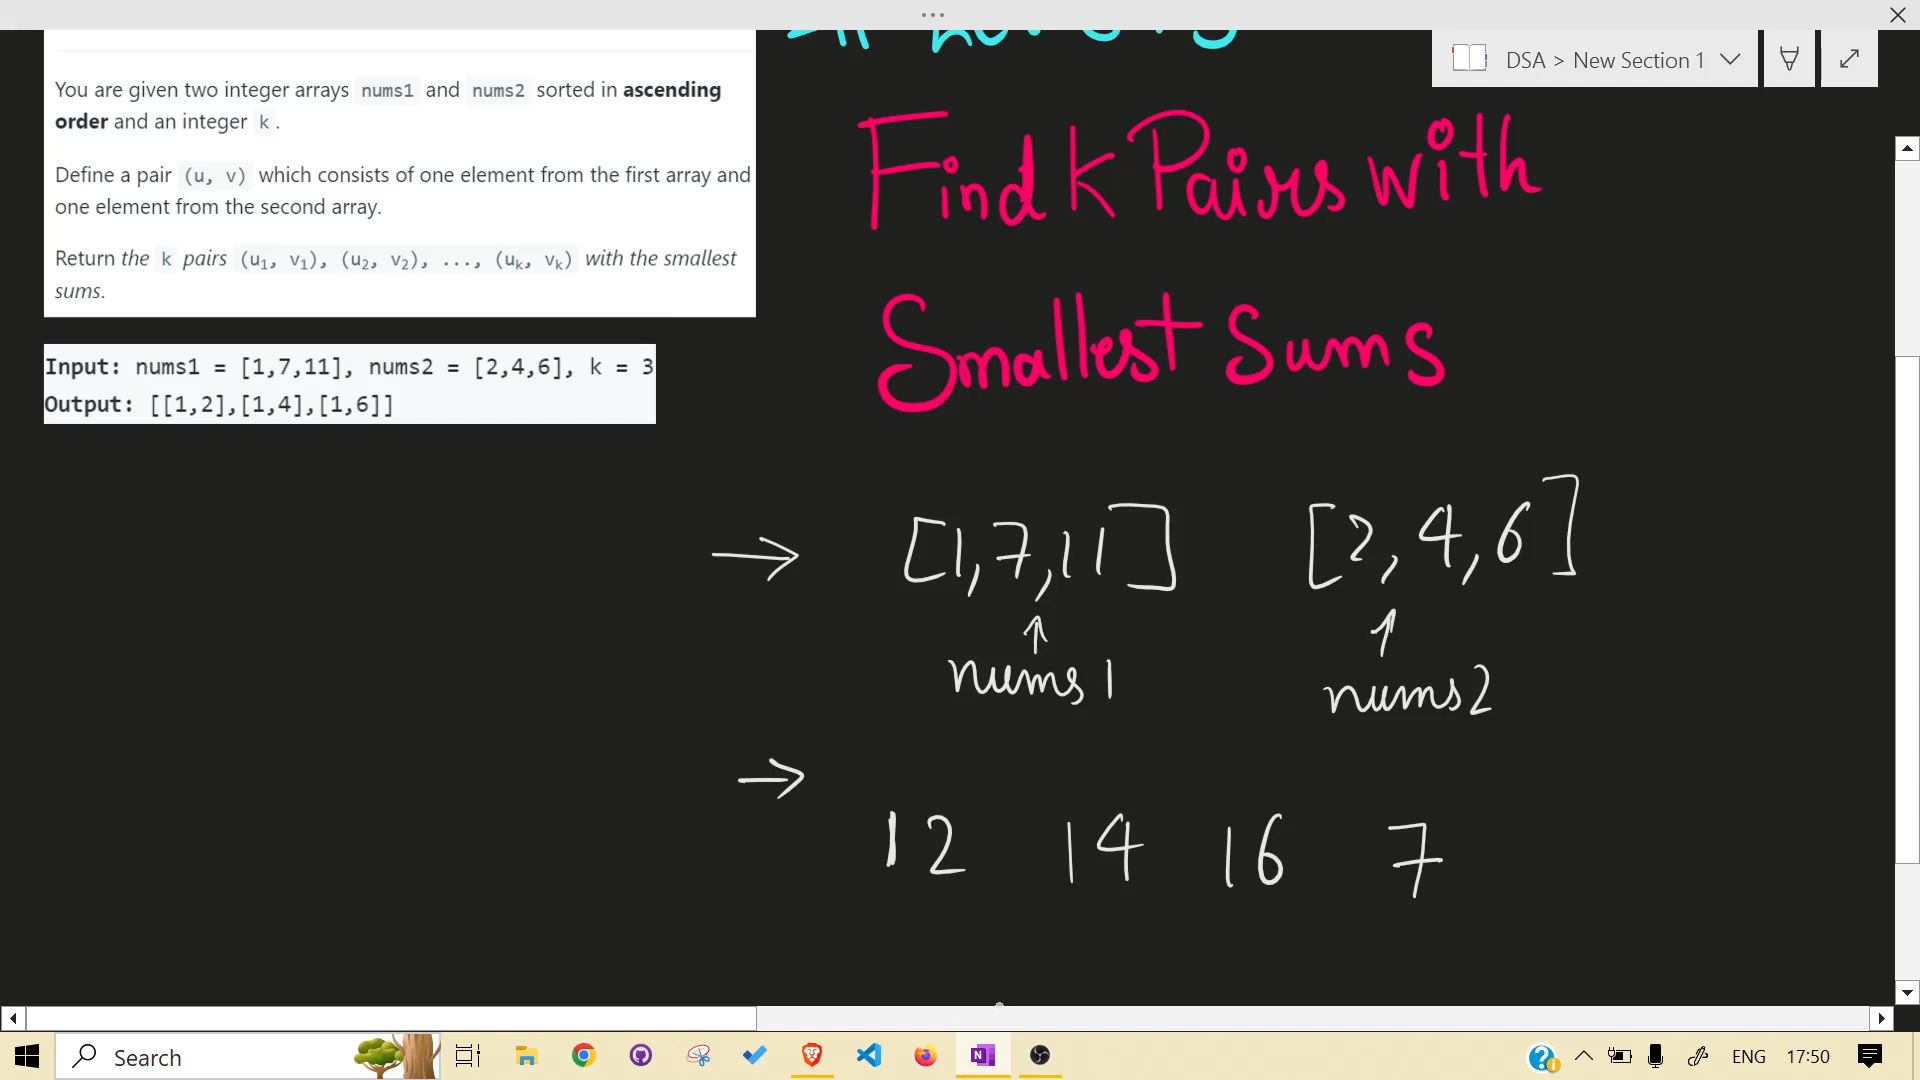 DSA > New Section 1
You are given two integer arrays nums1 and nums2 sorted in ascending
order and an integer k .
Define a pair (u, v) which consists of one element from the first array and
one element from the second array.
Return the k pairs (u₁, v₁), (u₂, v₂), ..., (uₖ, vₖ) with the smallest
sums.
Input: nums1 = [1,7,11], nums2 = [2,4,6], k = 3
Output: [[1,2],[1,4],[1,6]]
Find K Pairs with
Smallest Sums
→ [1,7,11] [2,4,6]
↑ ↑
nums1 nums2
→
12 14 16 7
Search
ENG 17:50